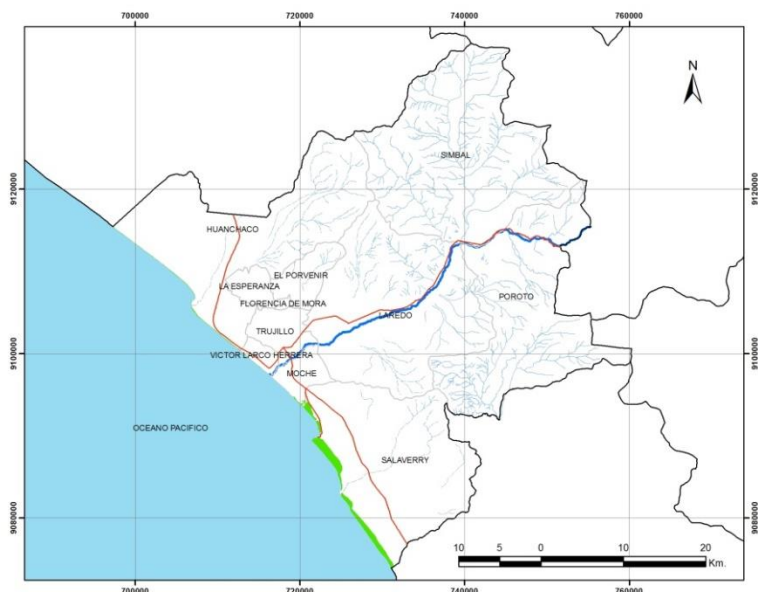 700000 720000 740000 760000
N
9120000 9120000
SIMBAL
HUANCHACO
EL PORVENIR
LA ESPERANZA
POROTO
FLORENCIA DE MORA
LAREDO
TRUJILLO
VICTOR LARCO HERRERA
9100000 9100000
MOCHE
OCEANO PACIFICO
SALAVERRY
9080000 9080000
10 5 0 10 20
Km.
700000 720000 740000 760000